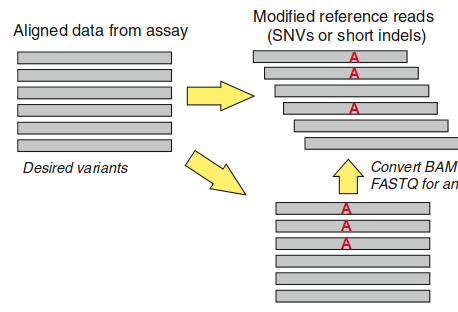 Aligned data from assay
Modified reference reads
(SNVs or short indels)
A
A
A
Desired variants
Convert BAM
FASTQ for an
A
A
A